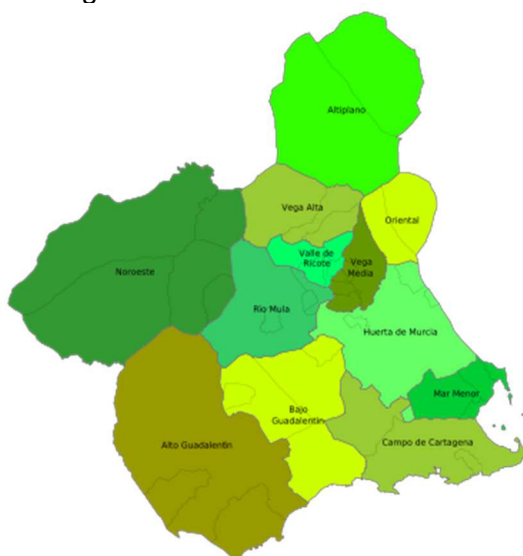 Altiplano
Vega Alta
Oriental
Valle de
Ricote
Vega
Media
Noroeste
Río Mula
Huerta de Murcia
Mar Menor
Bajo
Guadalentín
Alto Guadalentín
Campo de Cartagena